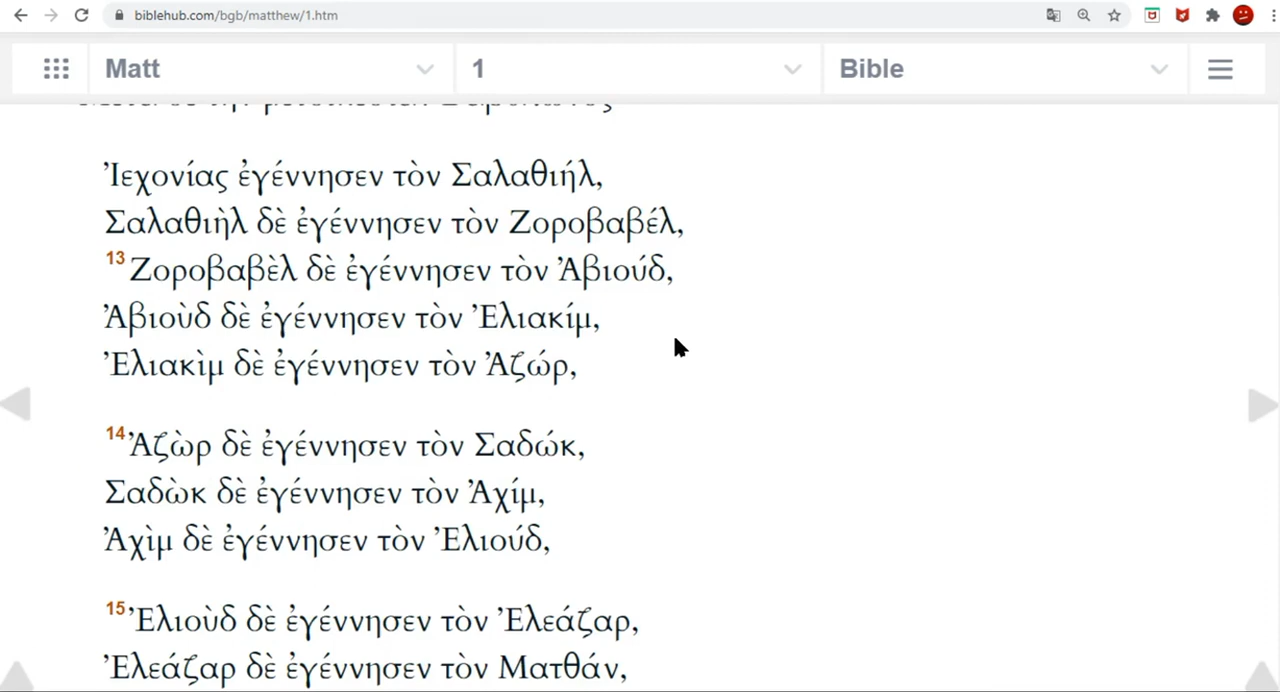 biblehub.com/bgb/matthew/1.htm
Matt 1 Bible
Ἰεχονίας ἐγέννησεν τὸν Σαλαθιήλ,
Σαλαθιὴλ δὲ ἐγέννησεν τὸν Ζοροβαβέλ,
13 Ζοροβαβὲλ δὲ ἐγέννησεν τὸν Ἀβιούδ,
Ἀβιοὺδ δὲ ἐγέννησεν τὸν Ἐλιακίμ,
Ἐλιακὶμ δὲ ἐγέννησεν τὸν Ἀζώρ,
14 Ἀζὼρ δὲ ἐγέννησεν τὸν Σαδώκ,
Σαδὼκ δὲ ἐγέννησεν τὸν Ἀχίμ,
Ἀχὶμ δὲ ἐγέννησεν τὸν Ἐλιούδ,
15 Ἐλιοὺδ δὲ ἐγέννησεν τὸν Ἐλεάζαρ,
Ἐλεάζαρ δὲ ἐγέννησεν τὸν Ματθάν,